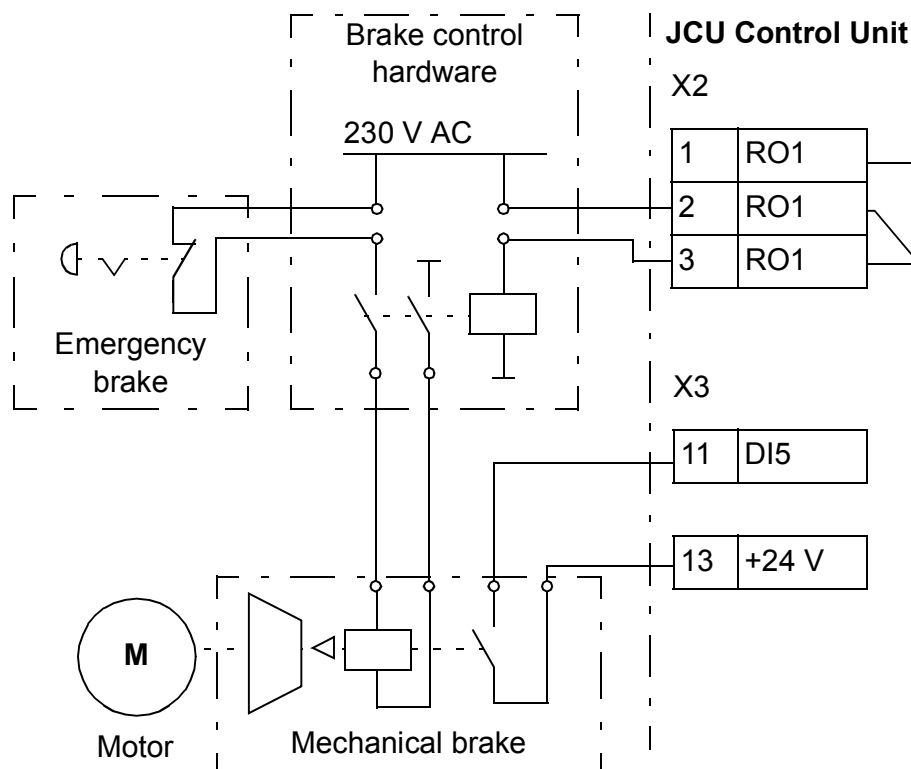 Brake control
hardware
230 V AC
JCU Control Unit
X2
1 RO1
2 RO1
3 RO1
Emergency
brake
X3
11 DI5
13 +24 V
M
Motor
Mechanical brake